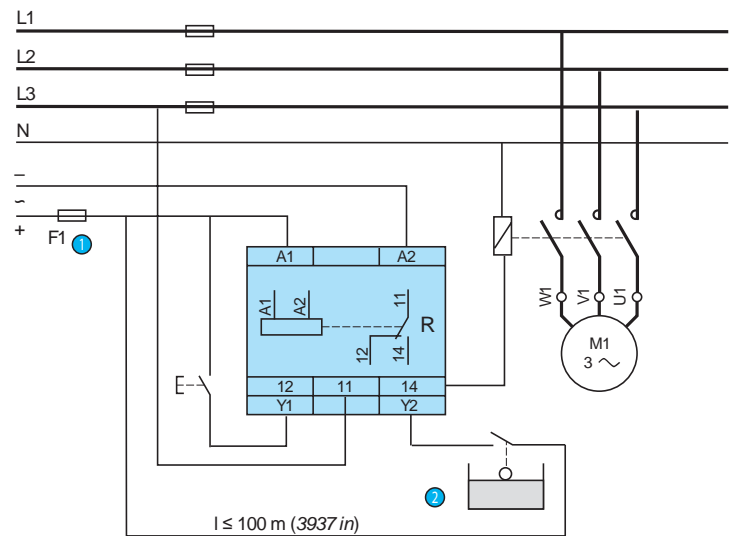 L1
L2
L3
N
–
~
+
F1
1
A1
A2
A1
A2
11
R
12
14
12
11
14
Y1
Y2
W1
V1
U1
M1
3 ~
2
l ≤ 100 m (3937 in)